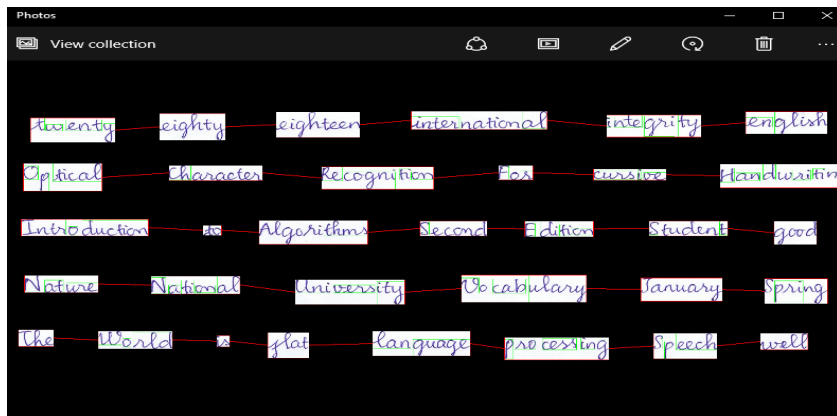 Photos
View collection
twenty eighty eighteen international integrity english
Optical Character Recognition For cursive Handwritin
Introduction to Algorithms Second Edition Student good
Nature National University Vocabulary January Spring
The World is flat language processing Speech well